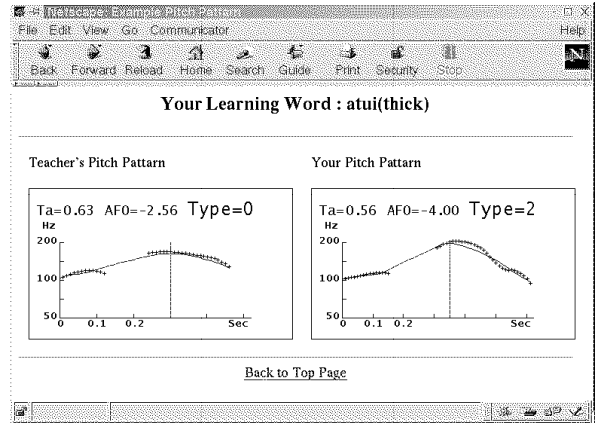 Netscape: Example Pitch Pattarn
File Edit View Go Communicator Help
Back Forward Reload Home Search Guide Print Security Stop N
Your Learning Word : atui(thick)
Teacher's Pitch Pattarn
Ta=0.63 AF0=-2.56 Type=0
Hz
200
100
50
0 0.1 0.2 Sec
Your Pitch Pattarn
Ta=0.56 AF0=-4.00 Type=2
Hz
200
100
50
0 0.1 0.2 Sec
Back to Top Page